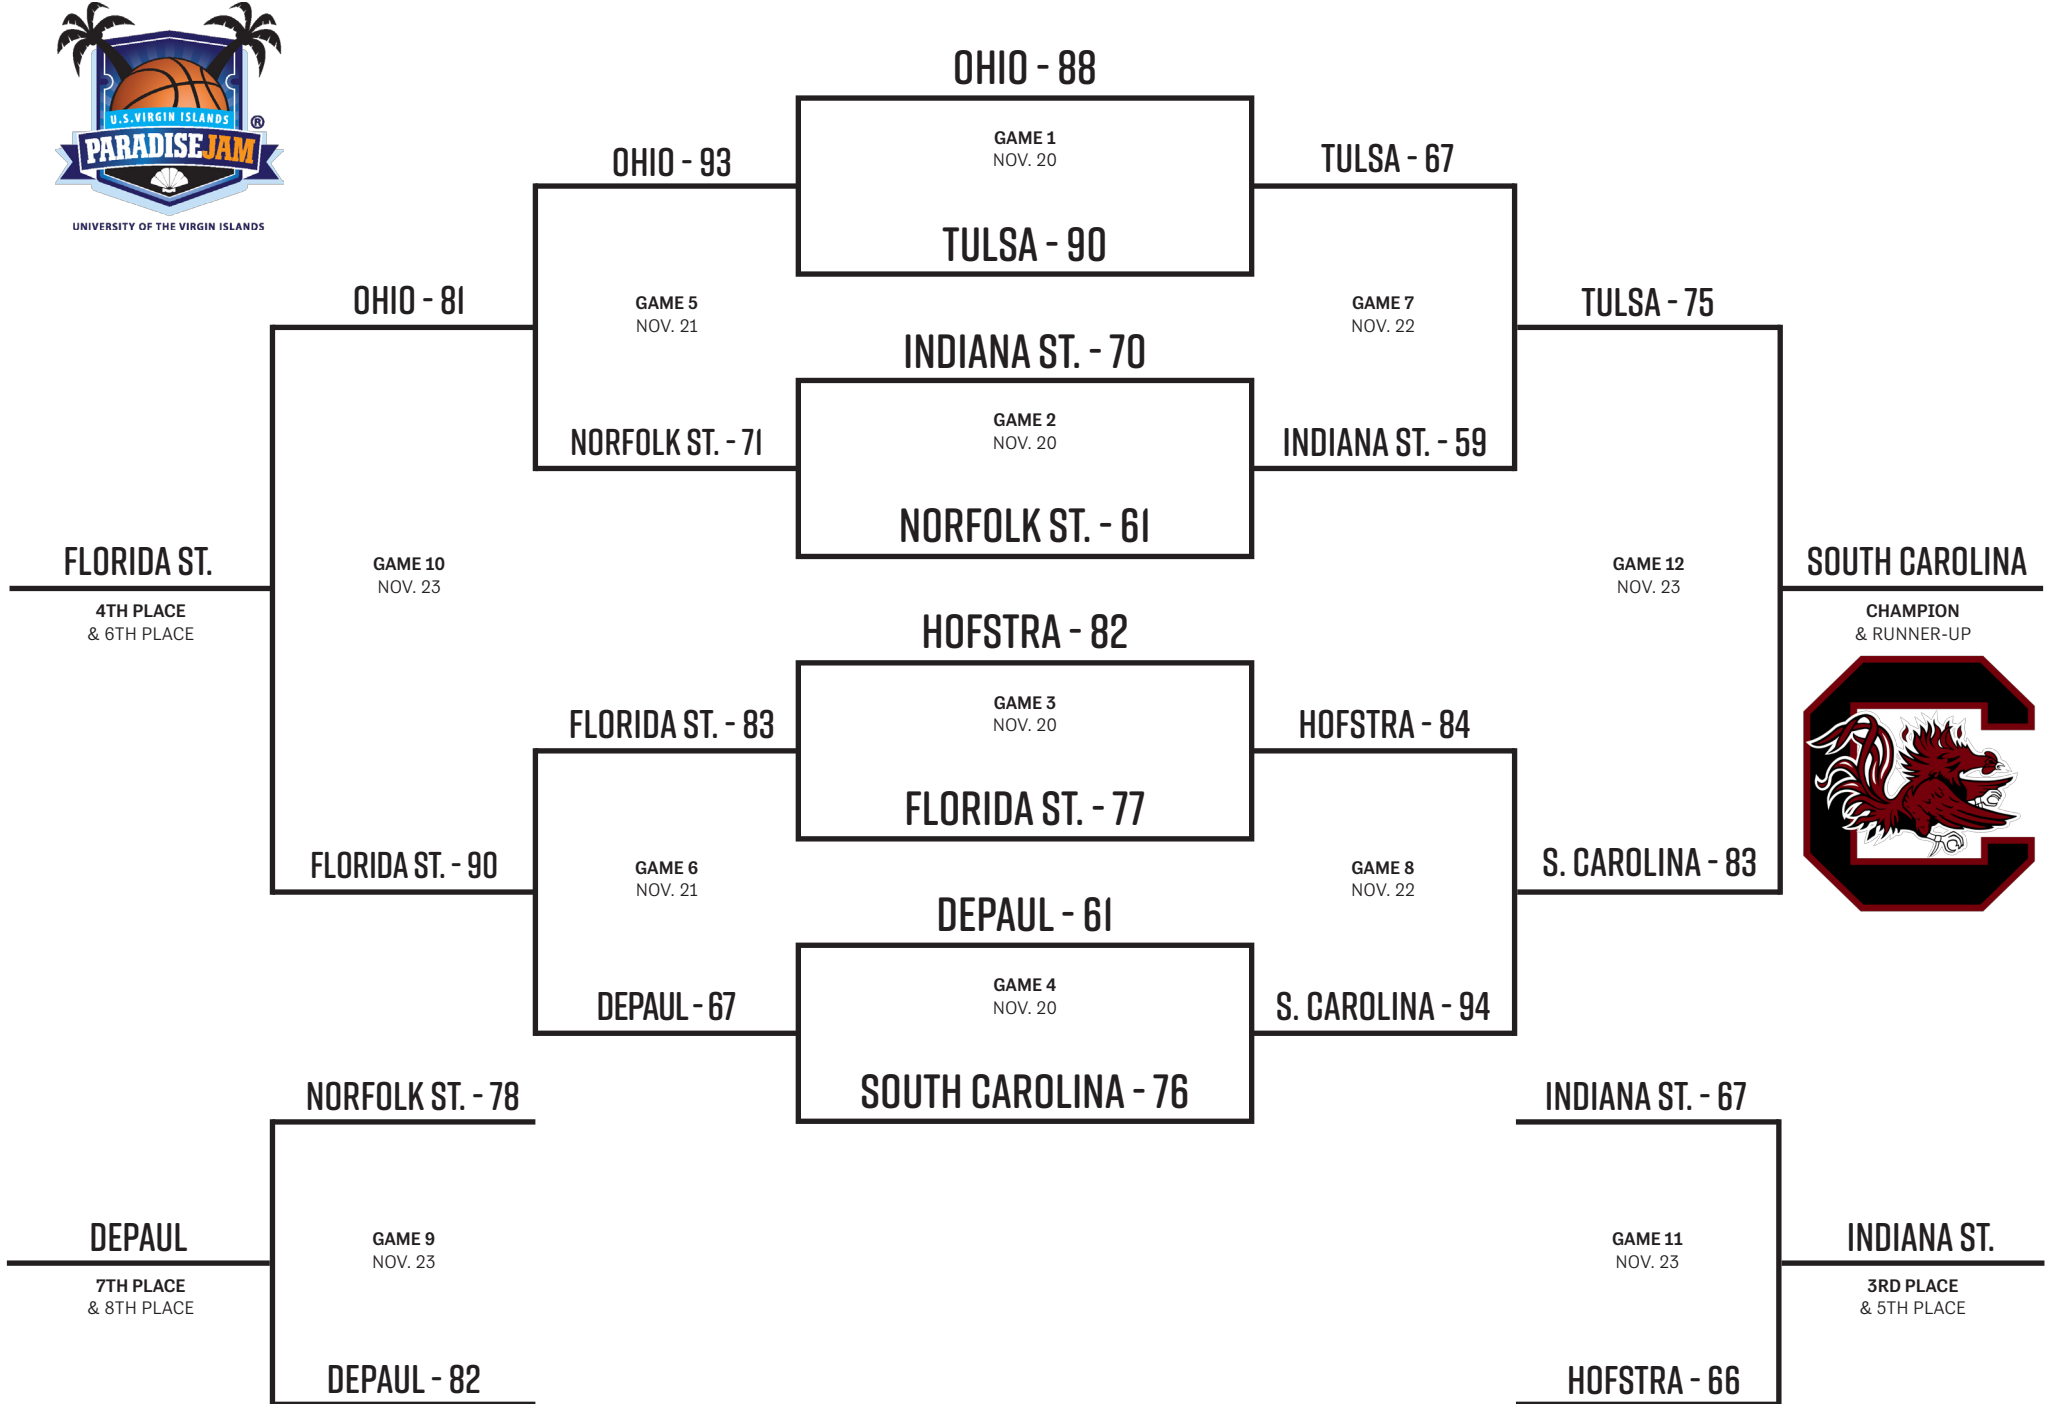 U.S.VIRGIN ISLANDS
PARADISEJAM®
UNIVERSITY OF THE VIRGIN ISLANDS
OHIO - 88
GAME 1
NOV. 20
TULSA - 90
OHIO - 93
TULSA - 67
GAME 5
NOV. 21
GAME 7
NOV. 22
OHIO - 81
TULSA - 75
INDIANA ST. - 70
GAME 2
NOV. 20
NORFOLK ST. - 61
NORFOLK ST. - 71
INDIANA ST. - 59
FLORIDA ST.
4TH PLACE
& 6TH PLACE
GAME 10
NOV. 23
GAME 12
NOV. 23
SOUTH CAROLINA
CHAMPION
& RUNNER-UP
HOFSTRA - 82
GAME 3
NOV. 20
FLORIDA ST. - 77
FLORIDA ST. - 83
HOFSTRA - 84
GAME 6
NOV. 21
GAME 8
NOV. 22
FLORIDA ST. - 90
S. CAROLINA - 83
DEPAUL - 61
GAME 4
NOV. 20
SOUTH CAROLINA - 76
DEPAUL - 67
S. CAROLINA - 94
NORFOLK ST. - 78
INDIANA ST. - 67
DEPAUL
7TH PLACE
& 8TH PLACE
GAME 9
NOV. 23
GAME 11
NOV. 23
INDIANA ST.
3RD PLACE
& 5TH PLACE
DEPAUL - 82
HOFSTRA - 66